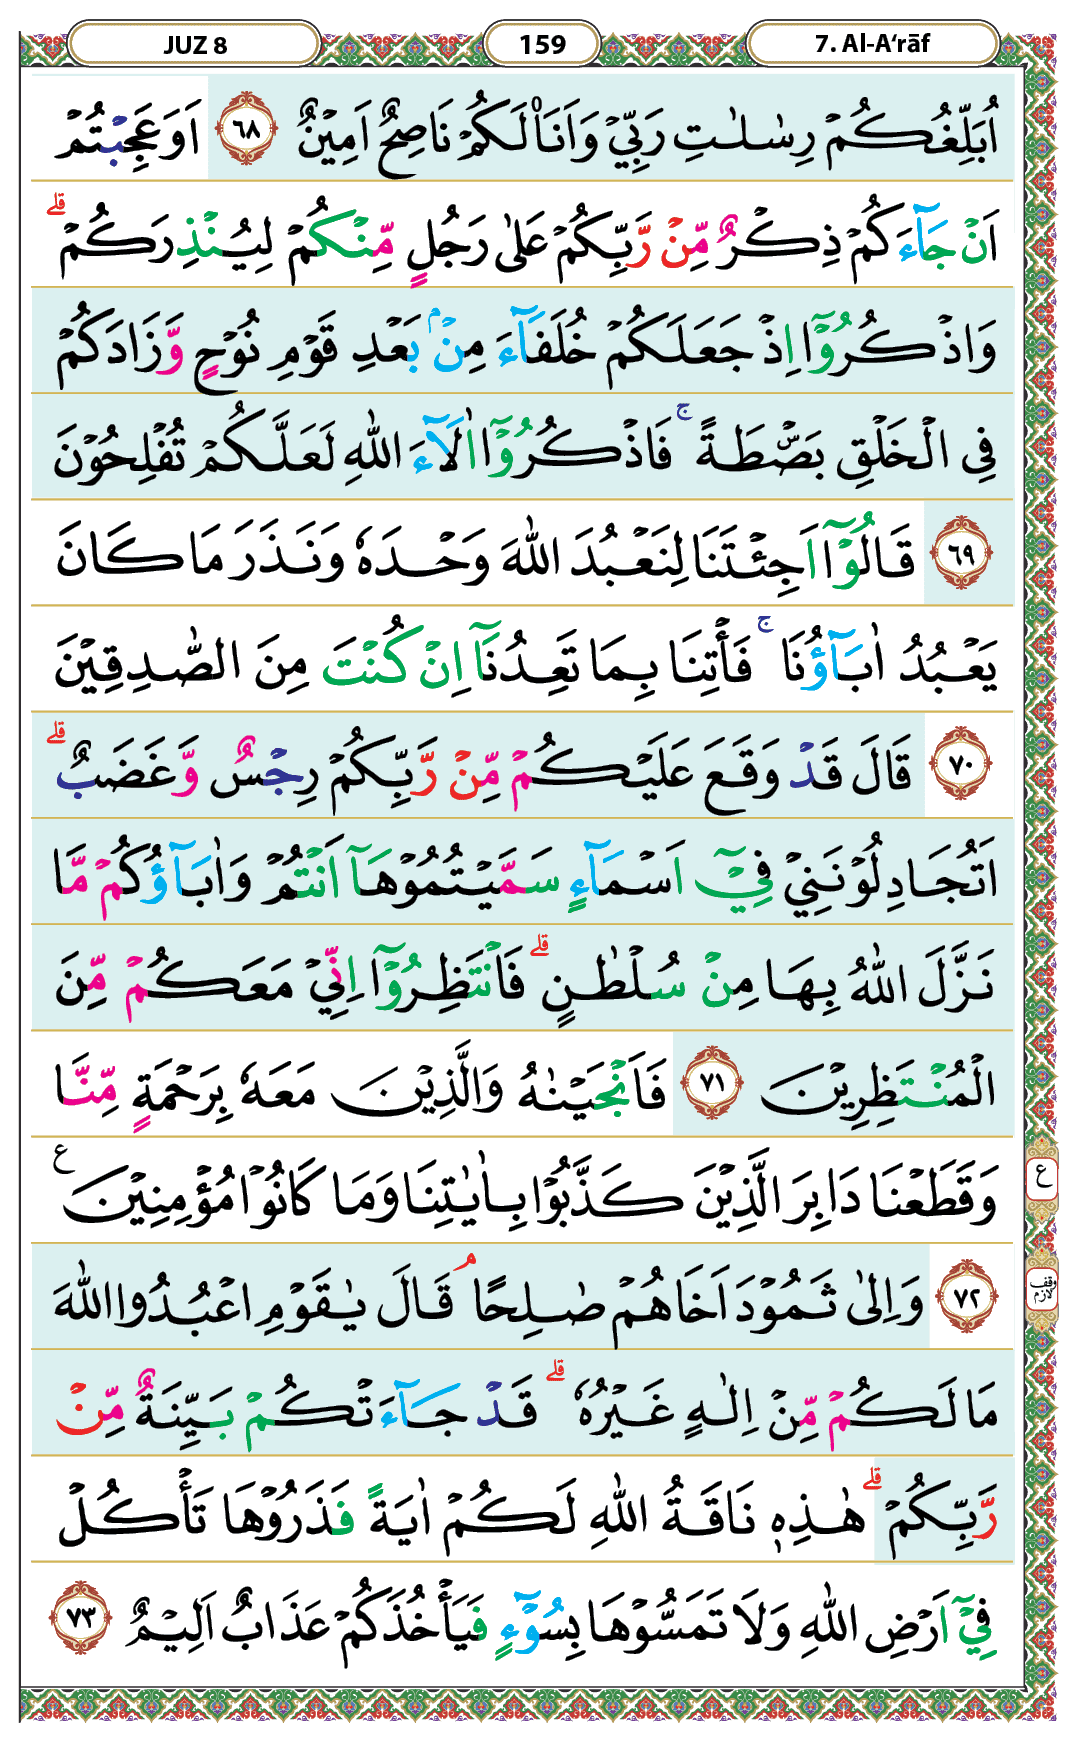 JUZ 8 159 7. Al-A‘rāf
اُبَلِّغُكُمْ رِسٰلٰتِ رَبِّيْ وَاَنَا۠ لَكُمْ نَاصِحٌ اَمِيْنٌ ٦٨ اَوَعَجِبْتُمْ
اَنْ جَآءَكُمْ ذِكْرٌ مِّنْ رَّبِّكُمْ عَلٰى رَجُلٍ مِّنْكُمْ لِيُنْذِرَكُمْ ۗ
وَاذْكُرُوْٓا اِذْ جَعَلَكُمْ خُلَفَآءَ مِنْۢ بَعْدِ قَوْمِ نُوْحٍ وَّزَادَكُمْ
فِى الْخَلْقِ بَصْۣطَةً ۚ فَاذْكُرُوْٓا اٰلَآءَ اللّٰهِ لَعَلَّكُمْ تُفْلِحُوْنَ
٦٩ قَالُوْٓا اَجِئْتَنَا لِنَعْبُدَ اللّٰهَ وَحْدَهٗ وَنَذَرَ مَا كَانَ
يَعْبُدُ اٰبَآؤُنَا ۚ فَأْتِنَا بِمَا تَعِدُنَآ اِنْ كُنْتَ مِنَ الصّٰدِقِيْنَ
٧٠ قَالَ قَدْ وَقَعَ عَلَيْكُمْ مِّنْ رَّبِّكُمْ رِجْسٌ وَّغَضَبٌ ۗ
اَتُجَادِلُوْنَنِيْ فِيْٓ اَسْمَآءٍ سَمَّيْتُمُوْهَآ اَنْتُمْ وَاٰبَآؤُكُمْ مَّا
نَزَّلَ اللّٰهُ بِهَا مِنْ سُلْطٰنٍ ۗ فَانْتَظِرُوْٓا اِنِّيْ مَعَكُمْ مِّنَ
الْمُنْتَظِرِيْنَ ٧١ فَاَنْجَيْنٰهُ وَالَّذِيْنَ مَعَهٗ بِرَحْمَةٍ مِّنَّا
وَقَطَعْنَا دَابِرَ الَّذِيْنَ كَذَّبُوْا بِاٰيٰتِنَا وَمَا كَانُوْا مُؤْمِنِيْنَ ع
ع
٧٢ وَاِلٰى ثَمُوْدَ اَخَاهُمْ صٰلِحًا ۘ قَالَ يٰقَوْمِ اعْبُدُوا اللّٰهَ
وقف لازم
مَا لَكُمْ مِّنْ اِلٰهٍ غَيْرُهٗ ۗ قَدْ جَآءَتْكُمْ بَيِّنَةٌ مِّنْ
رَّبِّكُمْ ۗ هٰذِهٖ نَاقَةُ اللّٰهِ لَكُمْ اٰيَةً فَذَرُوْهَا تَأْكُلْ
فِيْٓ اَرْضِ اللّٰهِ وَلَا تَمَسُّوْهَا بِسُوْٓءٍ فَيَأْخُذَكُمْ عَذَابٌ اَلِيْمٌ ٧٣